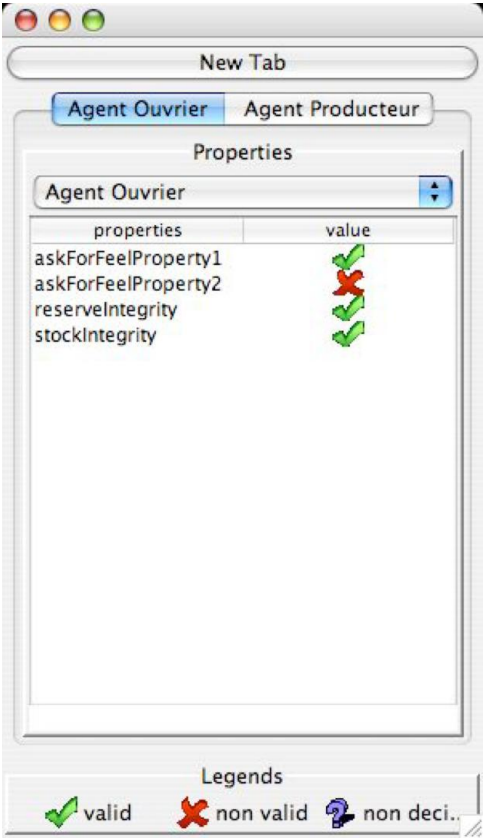 New Tab
Agent Ouvrier Agent Producteur
Properties
Agent Ouvrier
properties value
askForFeelProperty1
askForFeelProperty2
reserveIntegrity
stockIntegrity
Legends
valid non valid non deci..